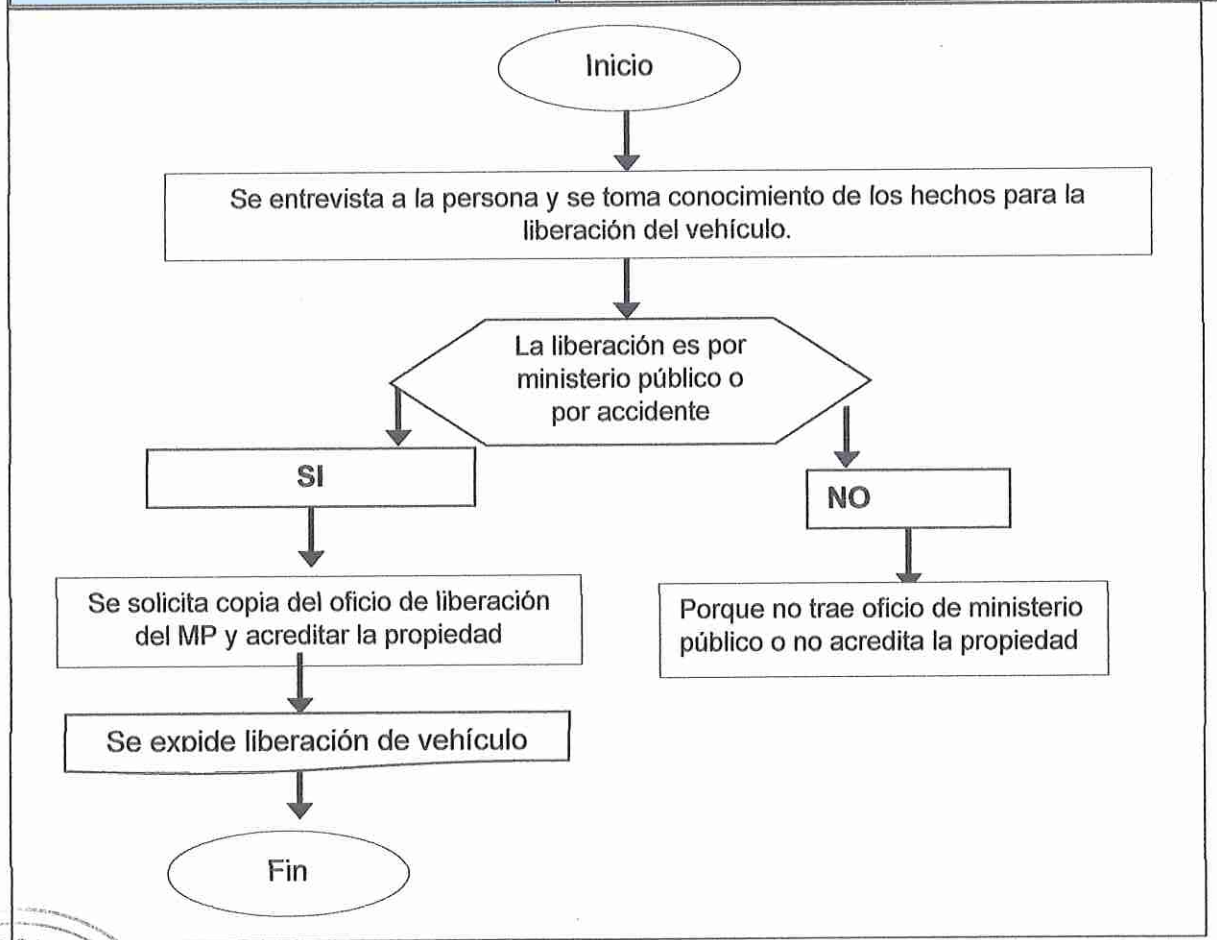 Inicio
Se entrevista a la persona y se toma conocimiento de los hechos para la
liberación del vehículo.
La liberación es por
ministerio público o
por accidente
SI
NO
Se solicita copia del oficio de liberación
del MP y acreditar la propiedad
Porque no trae oficio de ministerio
público o no acredita la propiedad
Se expide liberación de vehículo
Fin